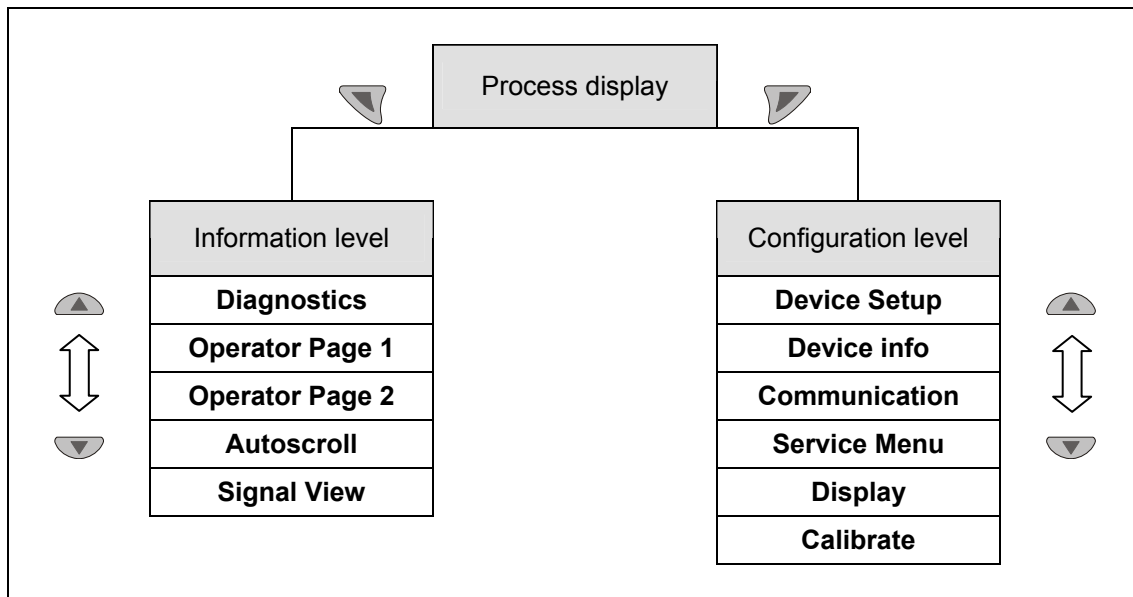 Process display
Information level
Diagnostics
Operator Page 1
Operator Page 2
Autoscroll
Signal View
Configuration level
Device Setup
Device info
Communication
Service Menu
Display
Calibrate